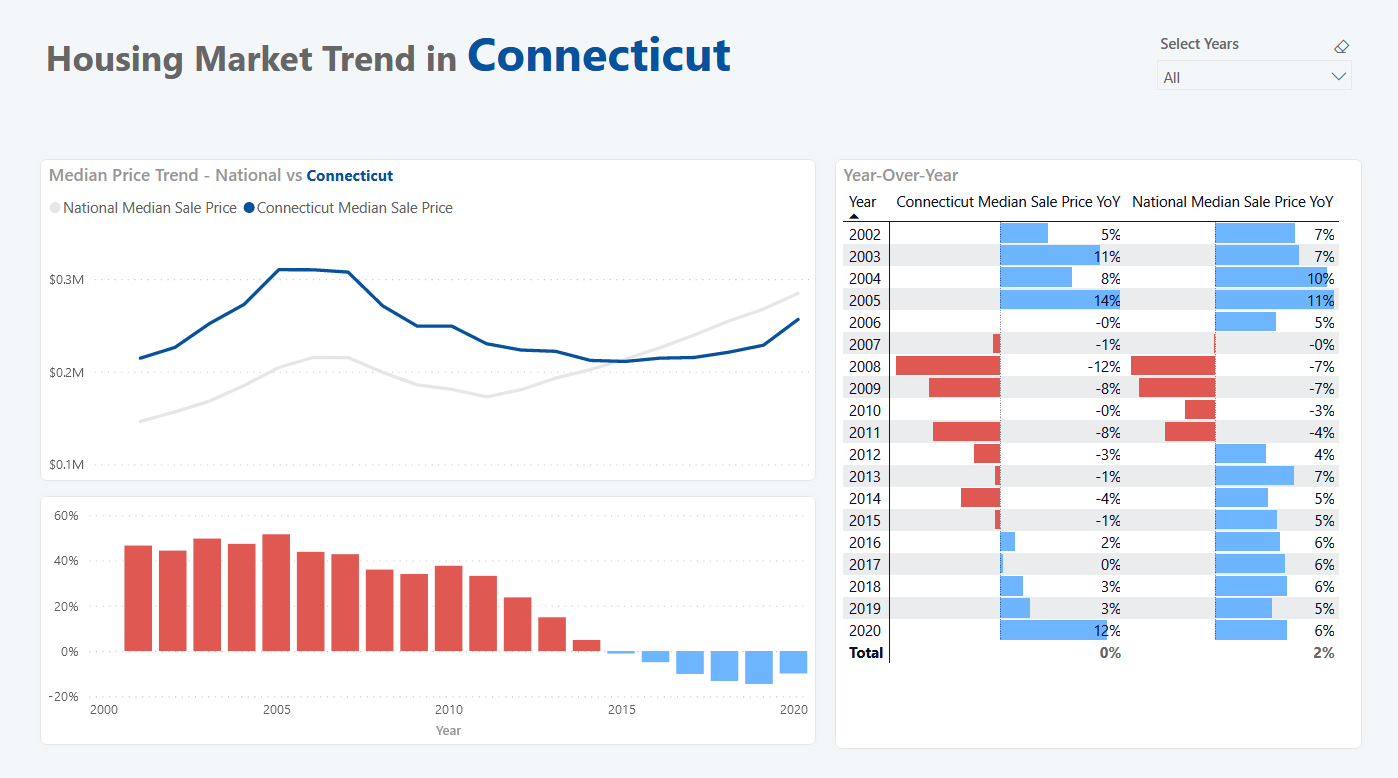 Housing Market Trend in Connecticut
Select Years
All
Median Price Trend - National vs Connecticut
National Median Sale Price Connecticut Median Sale Price
$0.3M
$0.2M
$0.1M
60%
40%
20%
0%
-20%
2000 2005 2010 2015 2020
Year
Year-Over-Year
Year Connecticut Median Sale Price YoY National Median Sale Price YoY
2002 5% 7%
2003 11% 7%
2004 8% 10%
2005 14% 11%
2006 -0% 5%
2007 -1% -0%
2008 -12% -7%
2009 -8% -7%
2010 -0% -3%
2011 -8% -4%
2012 -3% 4%
2013 -1% 7%
2014 -4% 5%
2015 -1% 5%
2016 2% 6%
2017 0% 6%
2018 3% 6%
2019 3% 5%
2020 12% 6%
Total 0% 2%